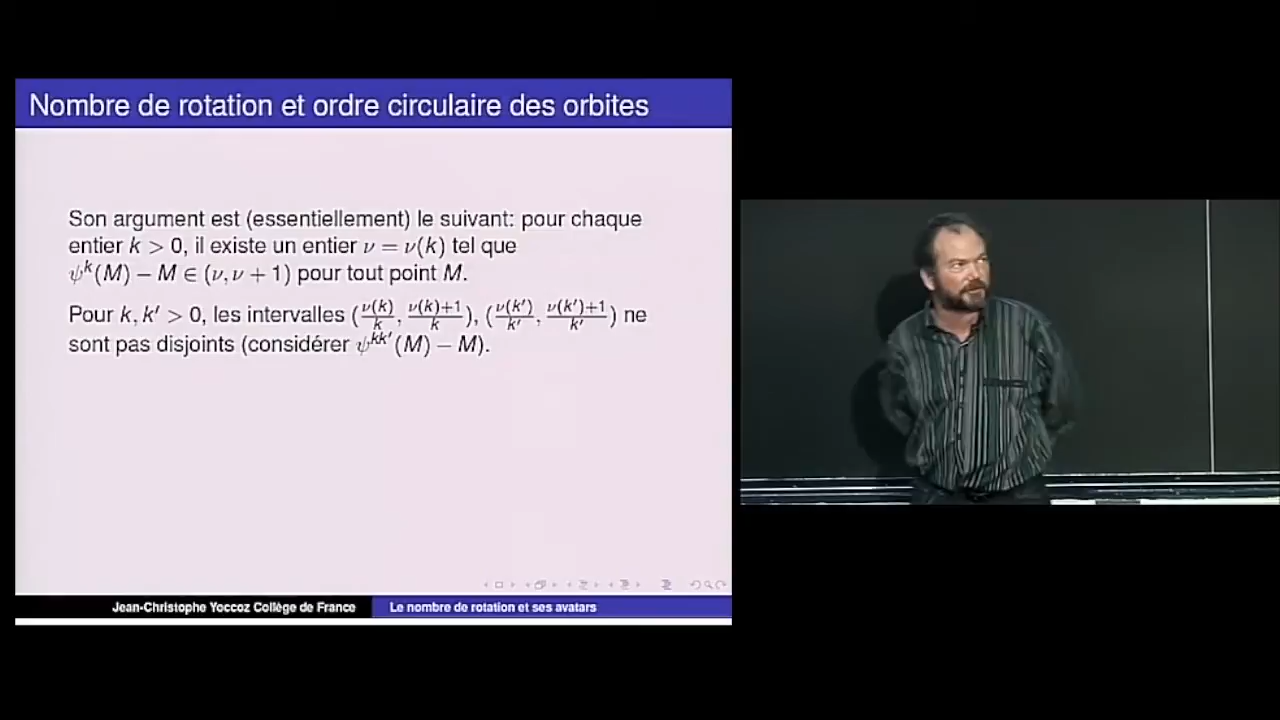 Nombre de rotation et ordre circulaire des orbites
Son argument est (essentiellement) le suivant: pour chaque
entier k > 0, il existe un entier ν = ν(k) tel que
ψ^k(M) − M ∈ (ν, ν + 1) pour tout point M.
Pour k, k′ > 0, les intervalles (ν(k)/k, ν(k)+1/k), (ν(k′)/k′, ν(k′)+1/k′) ne
sont pas disjoints (considérer ψ^kk′(M) − M).
Jean-Christophe Yoccoz Collège de France
Le nombre de rotation et ses avatars